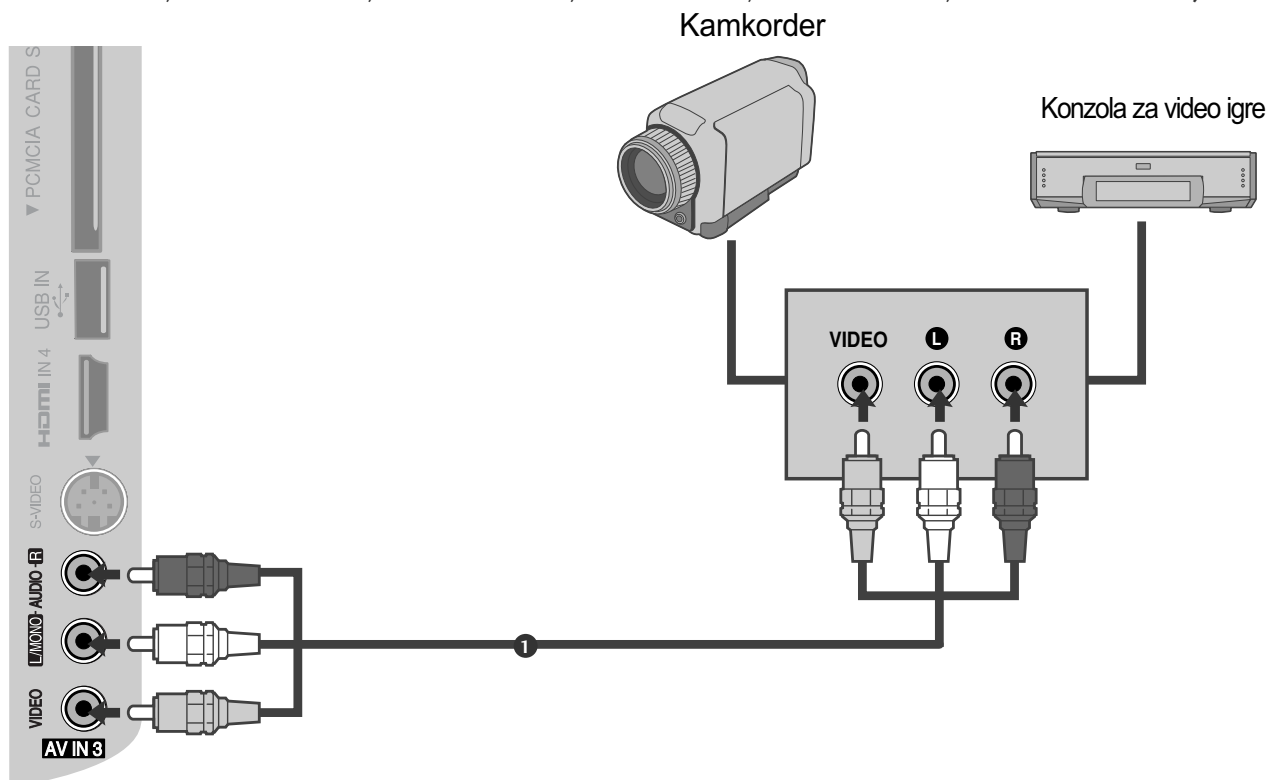 Kamkorder
Konzola za video igre
▼ PCMCIA CARD S
USB IN
HDMI IN 4
S-VIDEO
L/MONO - AUDIO - R
VIDEO
AV IN 3
VIDEO L R
1